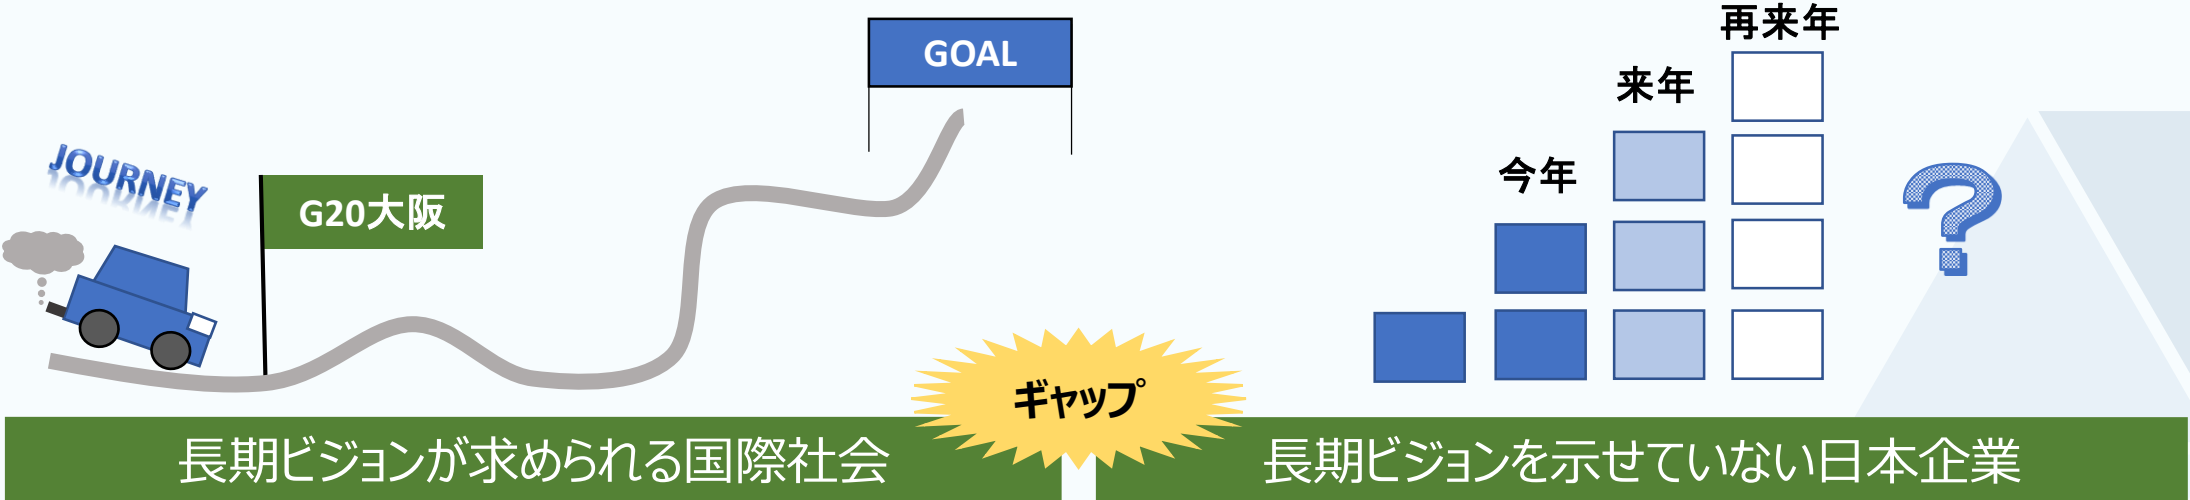 JOURNEY
G20大阪
GOAL
今年
来年
再来年
?
ギャップ
長期ビジョンが求められる国際社会
長期ビジョンを示せていない日本企業